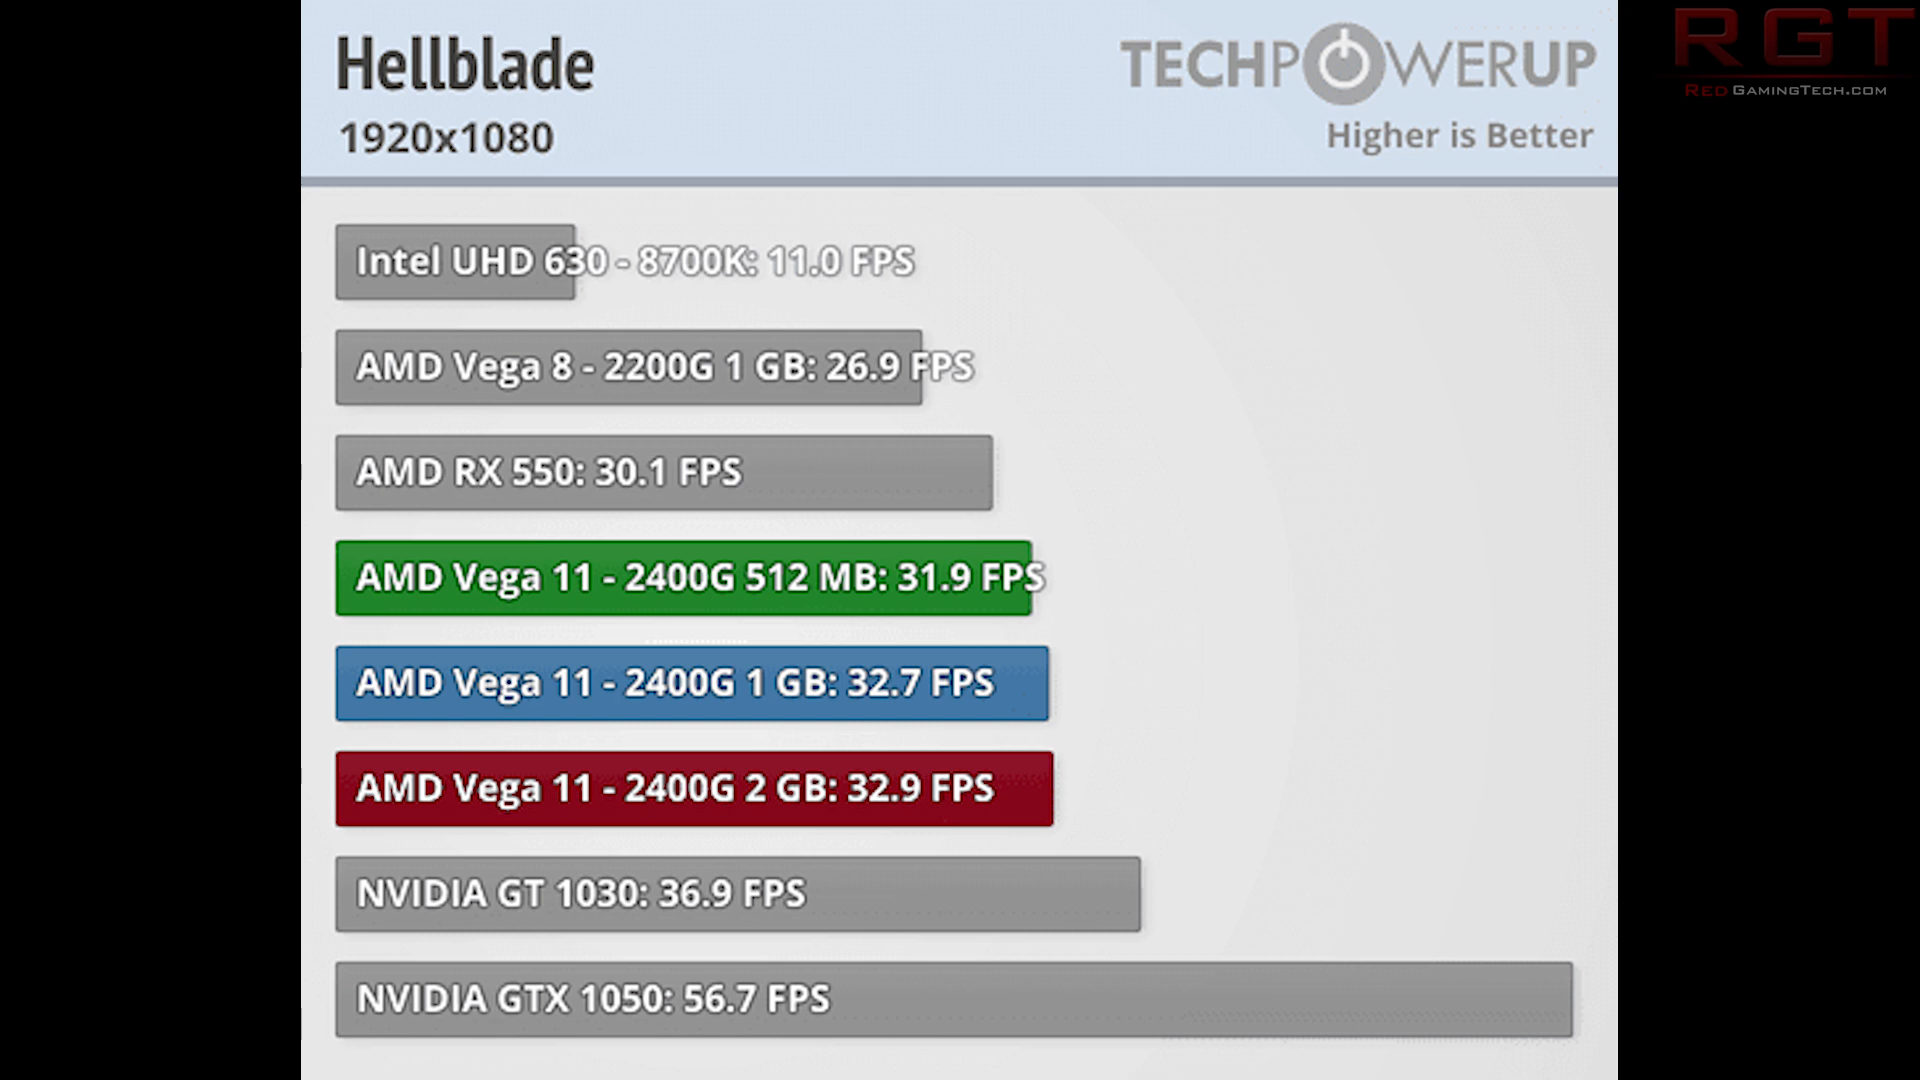 Hellblade
1920x1080
TECHPOWERUP
Higher is Better
RGT
RED GAMINGTECH.COM
Intel UHD 630 - 8700K: 11.0 FPS
AMD Vega 8 - 2200G 1 GB: 26.9 FPS
AMD RX 550: 30.1 FPS
AMD Vega 11 - 2400G 512 MB: 31.9 FPS
AMD Vega 11 - 2400G 1 GB: 32.7 FPS
AMD Vega 11 - 2400G 2 GB: 32.9 FPS
NVIDIA GT 1030: 36.9 FPS
NVIDIA GTX 1050: 56.7 FPS